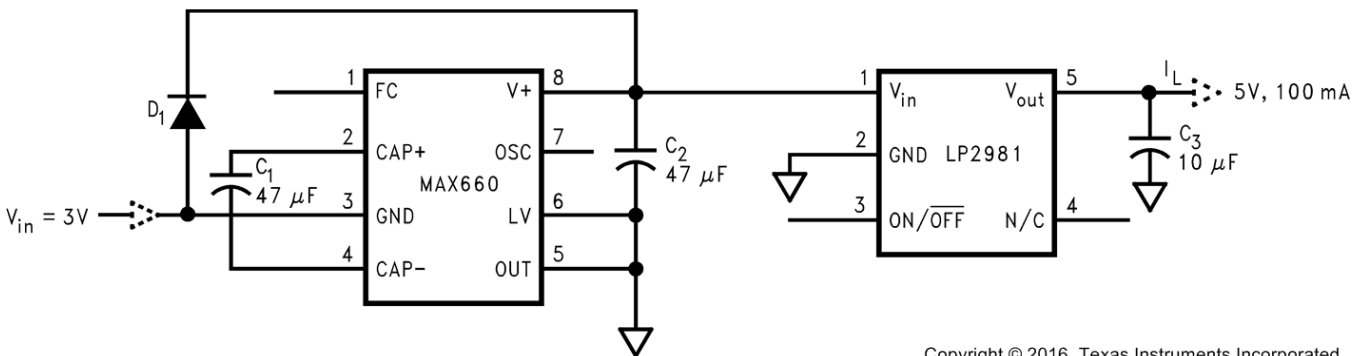 D1
Vin = 3V
C1
47 μF
1
FC
2
CAP+
3
GND
4
CAP-
MAX660
8
V+
7
OSC
6
LV
5
OUT
C2
47 μF
1
Vin
2
GND
3
ON/OFF
LP2981
5
Vout
4
N/C
IL
5V, 100 mA
C3
10 μF
Copyright © 2016, Texas Instruments Incorporated